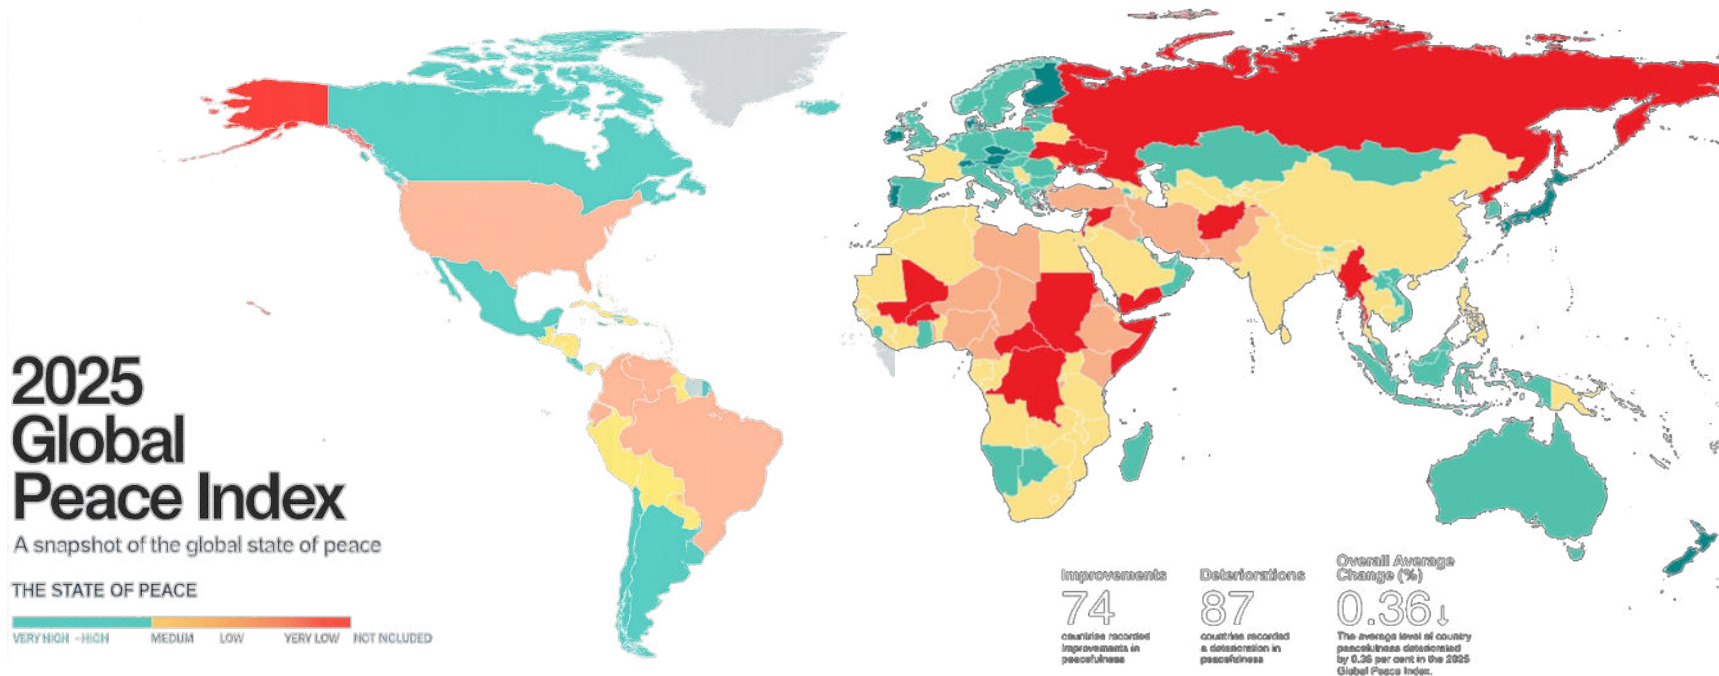 2025
Global
Peace Index
A snapshot of the global state of peace
THE STATE OF PEACE
VERY HIGH - HIGH
MEDUM
LOW
YERY LOW
NOT INCLUDED
Improvements
74
countries recorded
improvements in
peacefulness
Deteriorations
87
countries recorded
a deterioration in
peacefulness
Overall Average
Change (%)
0.36↓
The average level of country
peacefulness deteriorated
by 0.36 per cent in the 2025
Global Peace Index.